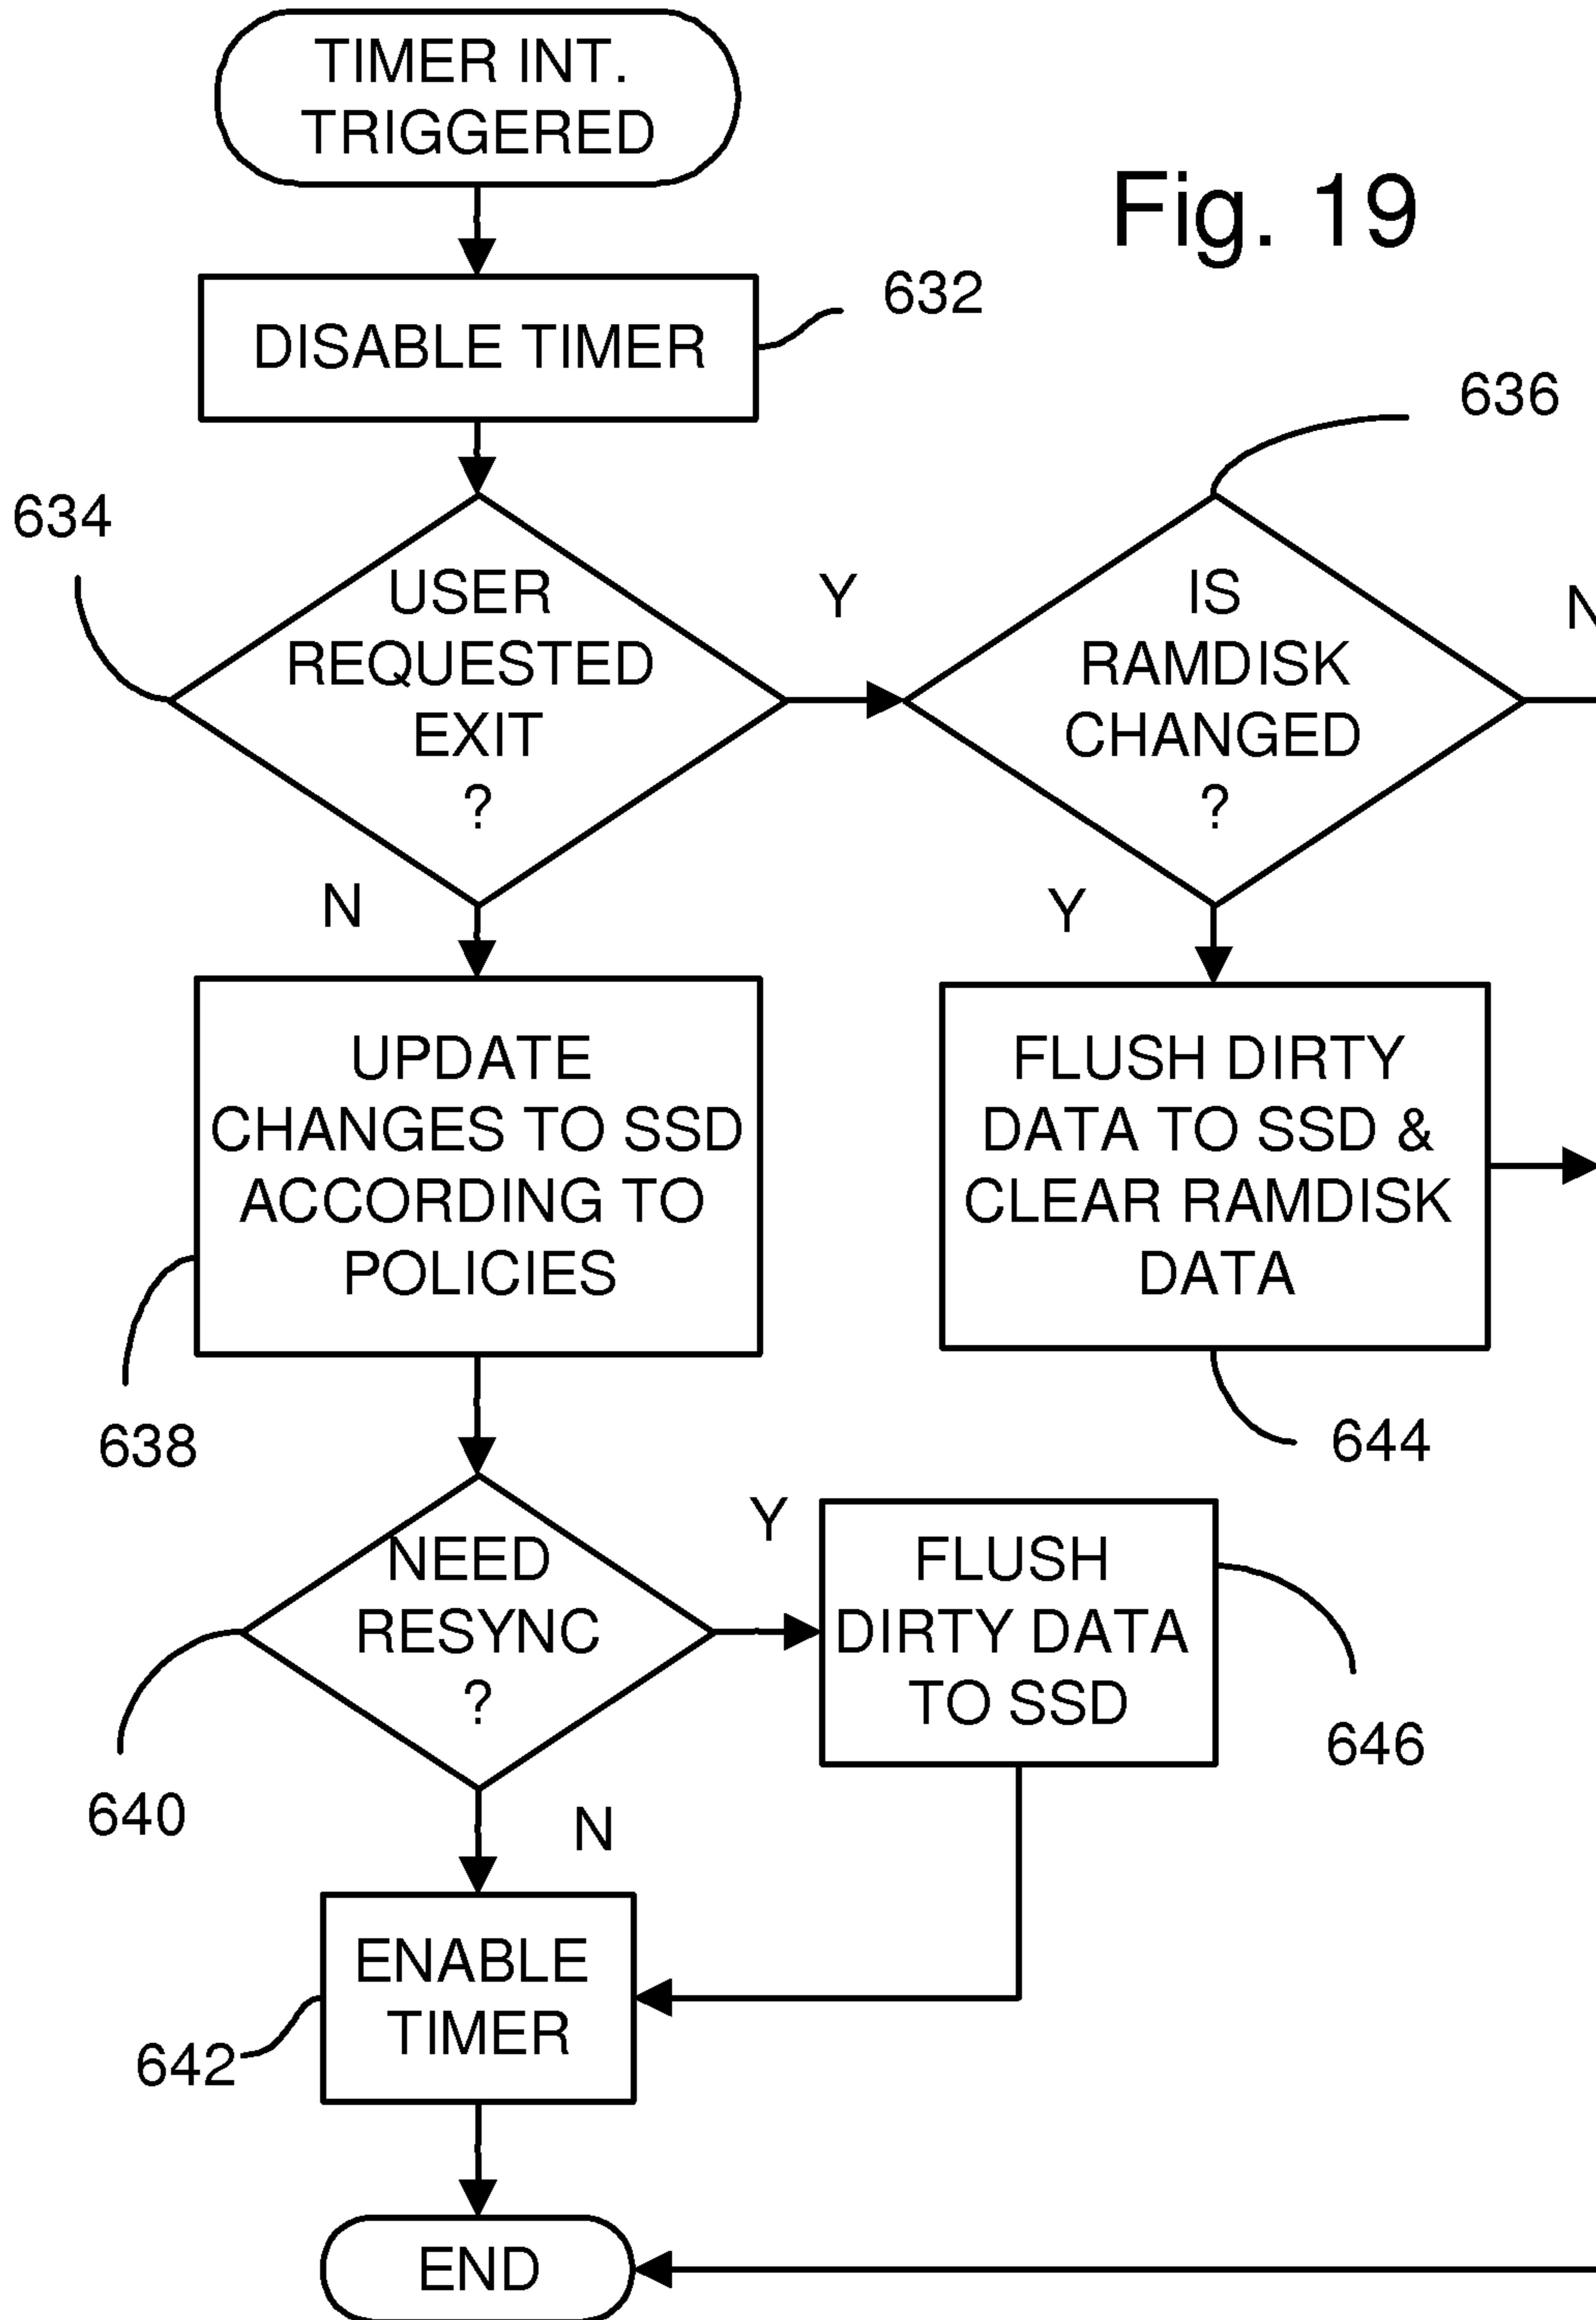 TIMER INT.
TRIGGERED
Fig. 19
DISABLE TIMER
632
634
636
USER
REQUESTED
EXIT
?
Y
IS
RAMDISK
CHANGED
?
N
N
Y
UPDATE
CHANGES TO SSD
ACCORDING TO
POLICIES
638
FLUSH DIRTY
DATA TO SSD &
CLEAR RAMDISK
DATA
644
NEED
RESYNC
?
Y
640
N
FLUSH
DIRTY DATA
TO SSD
646
ENABLE
TIMER
642
END